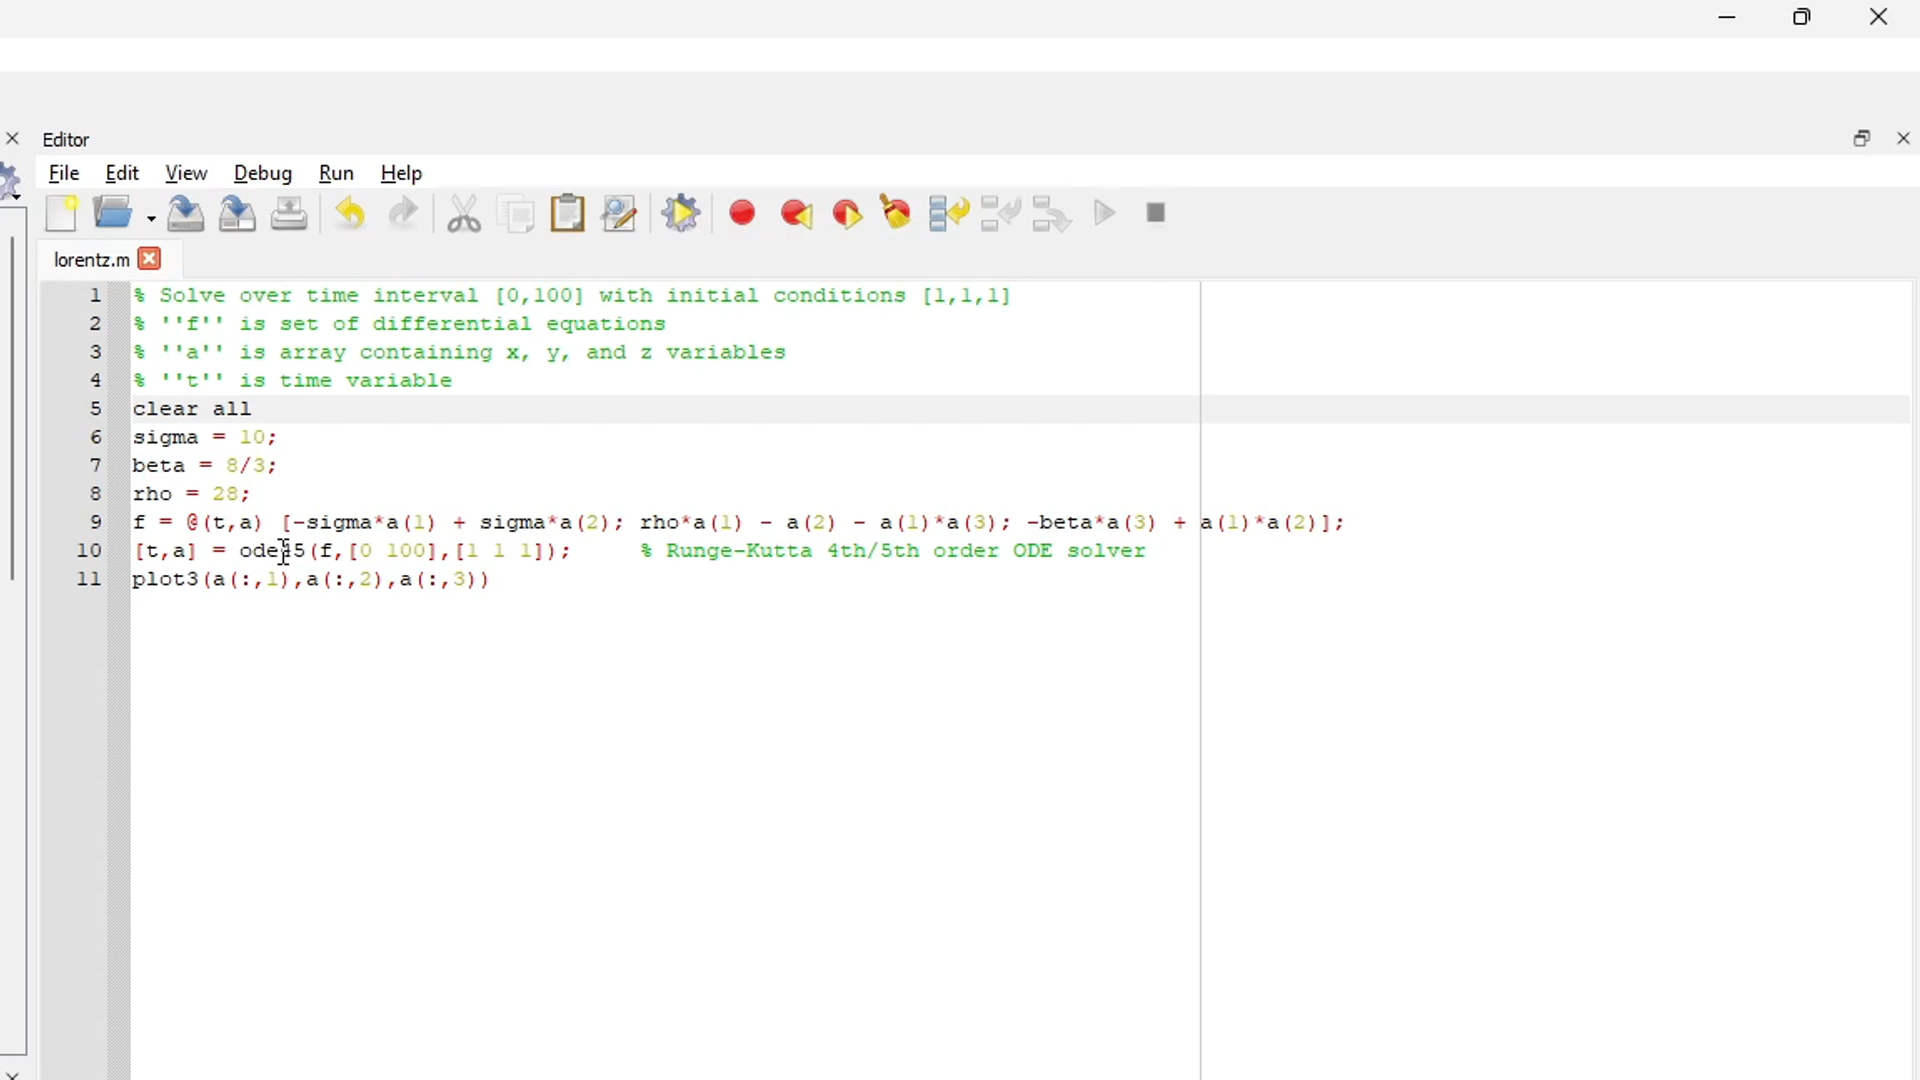 Editor
File Edit View Debug Run Help
lorentz.m
1 % Solve over time interval [0,100] with initial conditions [1,1,1]
2 % ''f'' is set of differential equations
3 % ''a'' is array containing x, y, and z variables
4 % ''t'' is time variable
5 clear all
6 sigma = 10;
7 beta = 8/3;
8 rho = 28;
9 f = @(t,a) [-sigma*a(1) + sigma*a(2); rho*a(1) - a(2) - a(1)*a(3); -beta*a(3) + a(1)*a(2)];
10 [t,a] = ode45(f,[0 100],[1 1 1]); % Runge-Kutta 4th/5th order ODE solver
11 plot3(a(:,1),a(:,2),a(:,3))